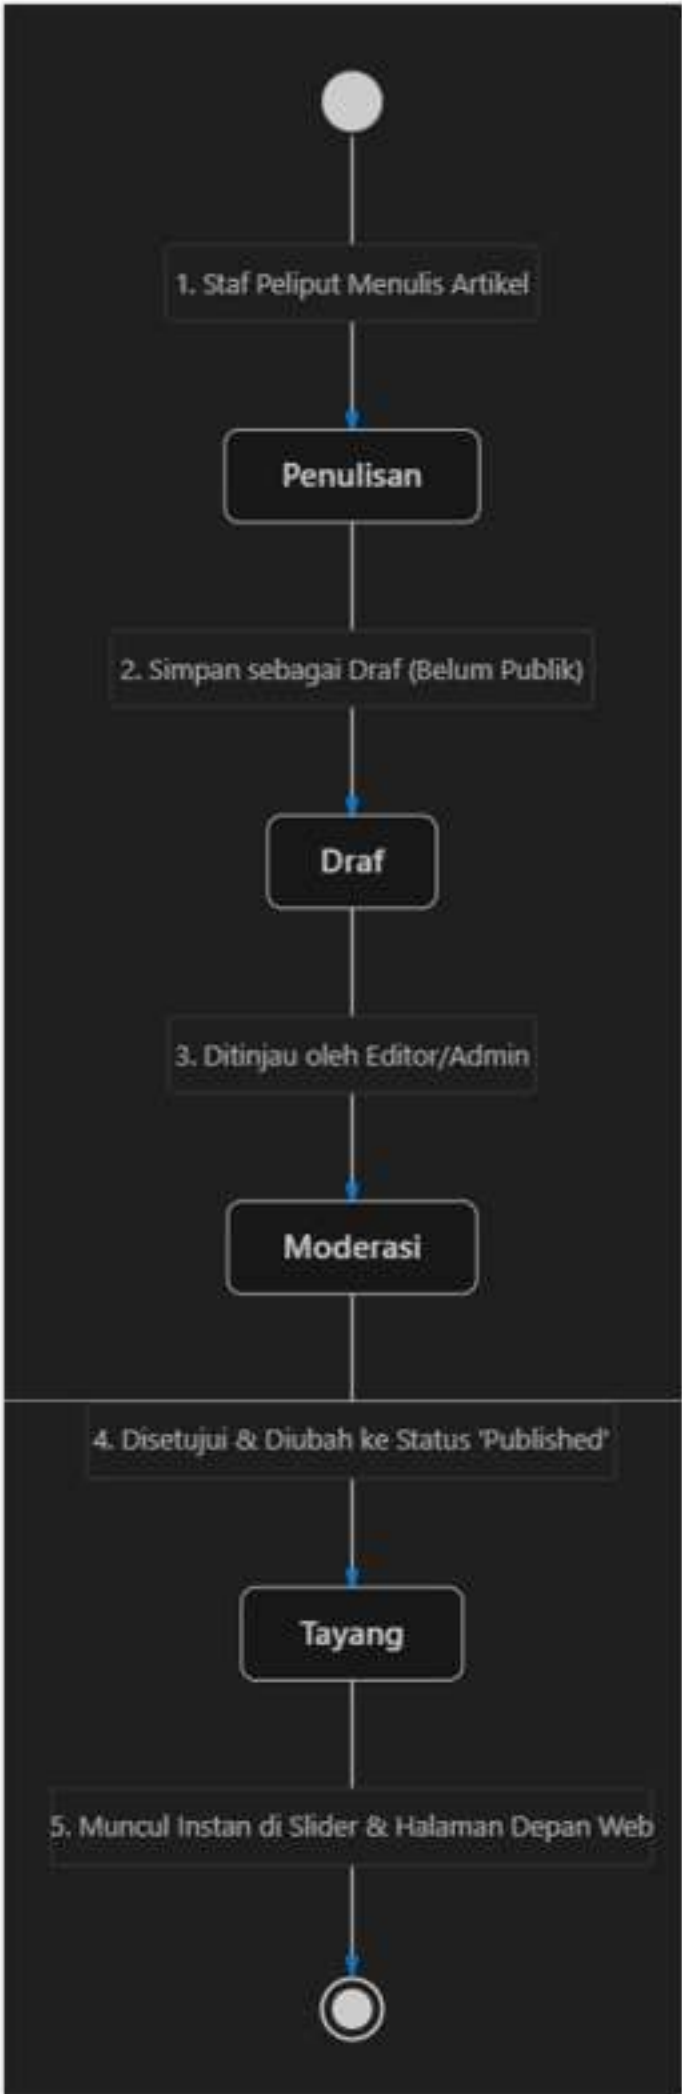 1. Staf Peliput Menulis Artikel
Penulisan
2. Simpan sebagai Draf (Belum Publik)
Draf
3. Ditinjau oleh Editor/Admin
Moderasi
4. Disetujui & Diubah ke Status 'Published'
Tayang
5. Muncul Instan di Slider & Halaman Depan Web